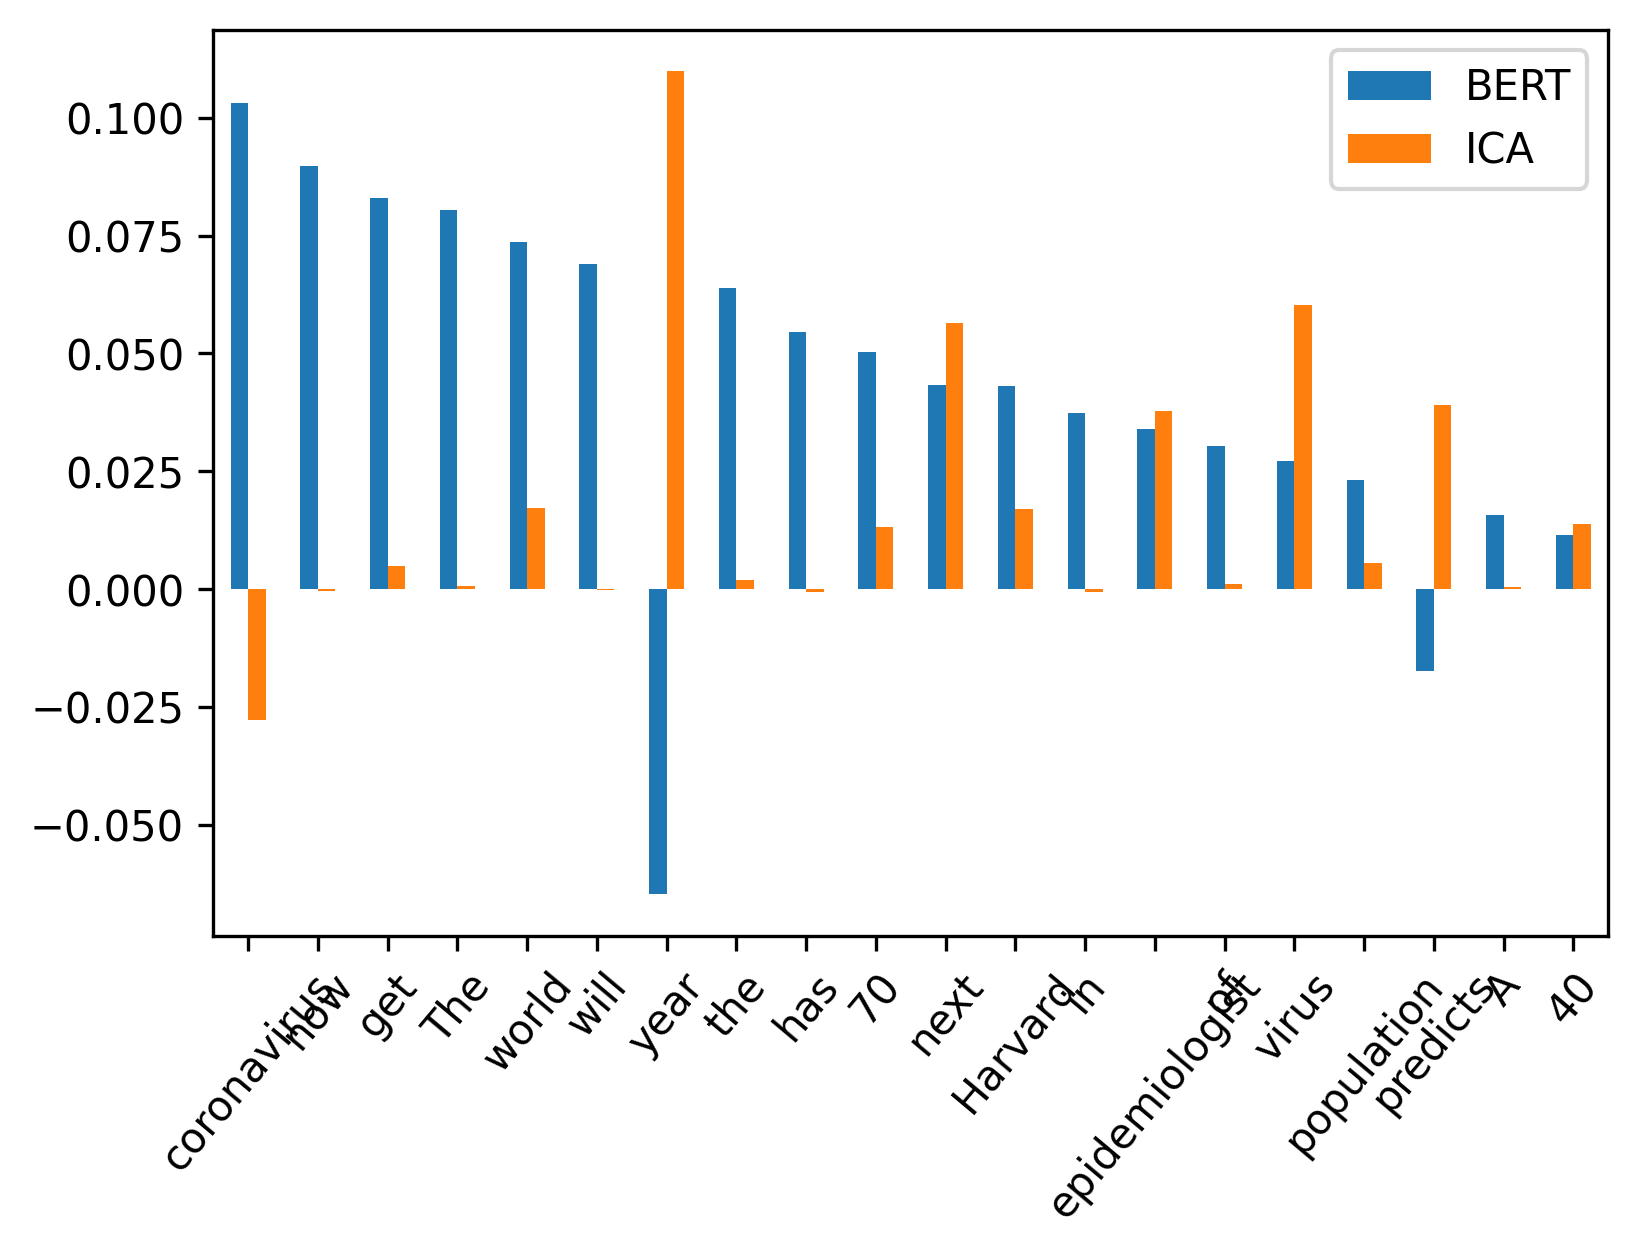 BERT
ICA
0.100
0.075
0.050
0.025
0.000
−0.025
−0.050
coronavirus
now
get
The
world
will
year
the
has
70
next
Harvard
in
epidemiologist
of
virus
population
predicts
A
40